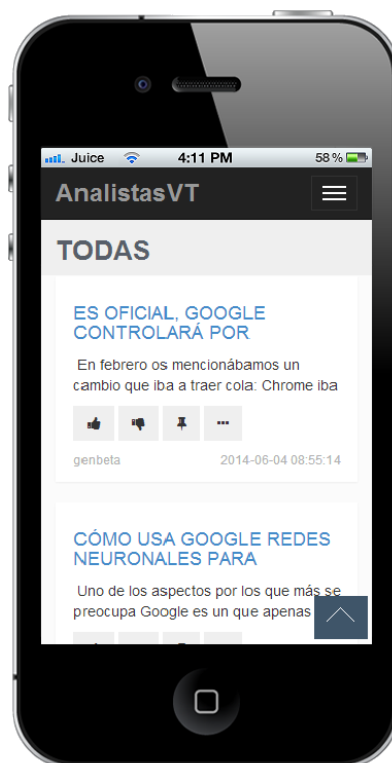 Juice 4:11 PM 58 %
AnalistasVT
TODAS
ES OFICIAL, GOOGLE
CONTROLARÁ POR
En febrero os mencionábamos un
cambio que iba a traer cola: Chrome iba
genbeta 2014-06-04 08:55:14
CÓMO USA GOOGLE REDES
NEURONALES PARA
Uno de los aspectos por los que más se
preocupa Google es un que apenas